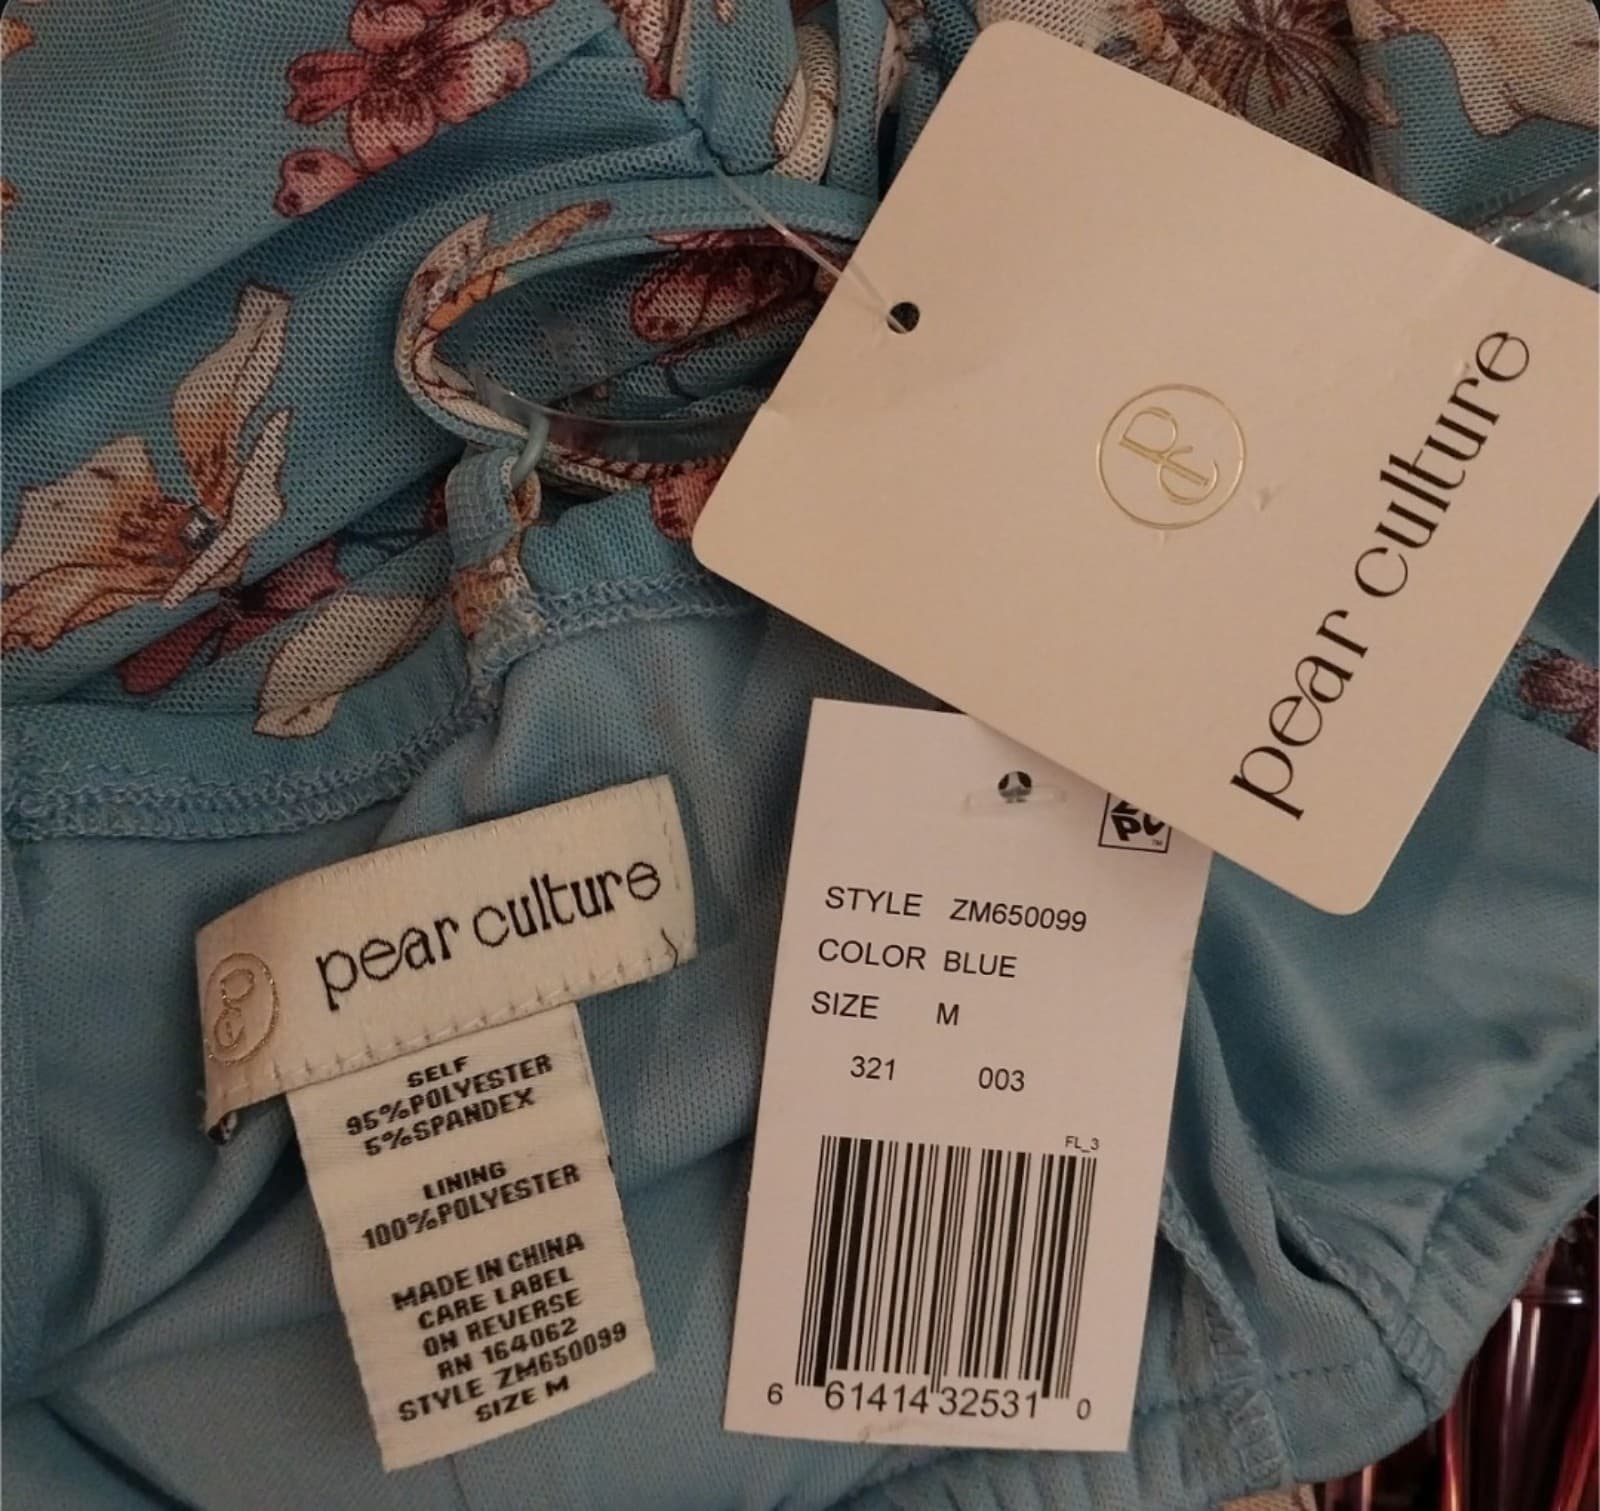 pear culture
pear culture
SELF
95%POLYESTER
5%SPANDEX
LINING
100%POLYESTER
MADE IN CHINA
CARE LABEL
ON REVERSE
RN 164062
STYLE ZM650099
SIZE M
STYLE ZM650099
COLOR BLUE
SIZE M
321 003
FL_3
6 61414 32531 0